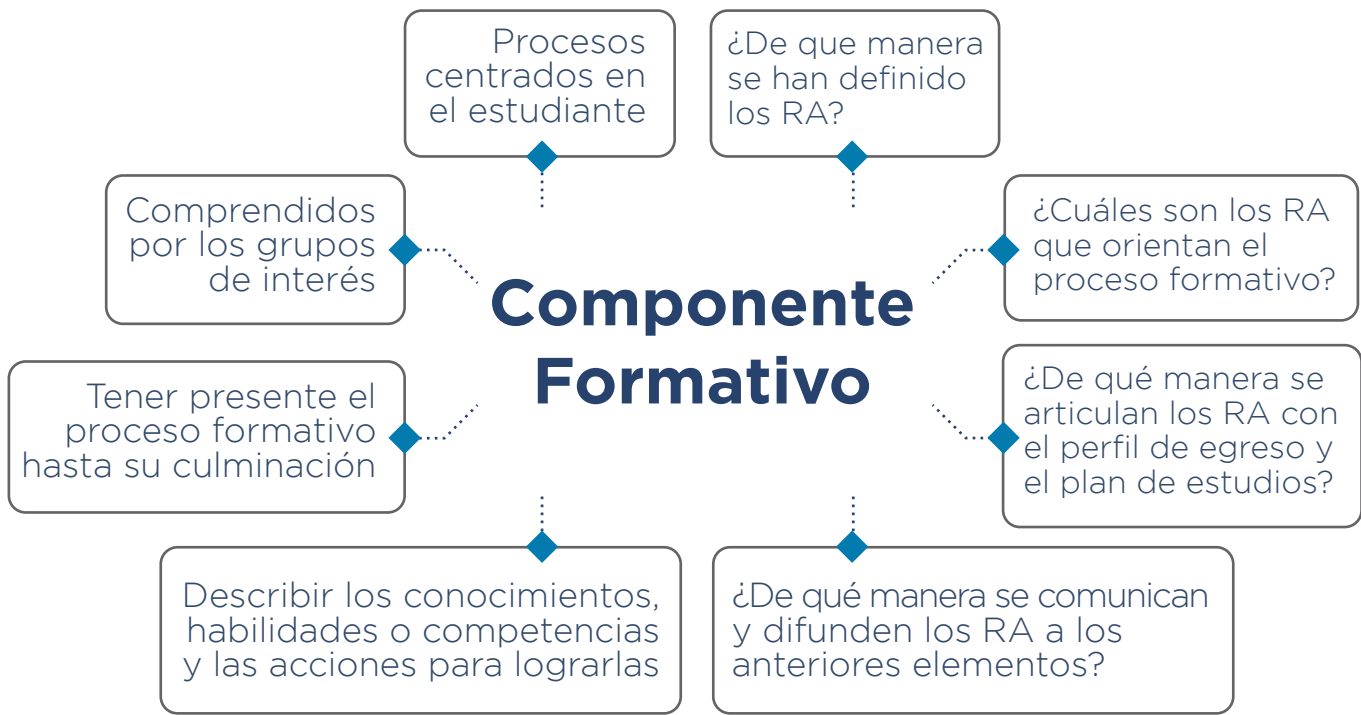 Procesos
centrados en
el estudiante
¿De que manera
se han definido
los RA?
Comprendidos
por los grupos
de interés
¿Cuáles son los RA
que orientan el
proceso formativo?
Componente
Formativo
Tener presente el
proceso formativo
hasta su culminación
¿De qué manera se
articulan los RA con
el perfil de egreso y
el plan de estudios?
Describir los conocimientos,
habilidades o competencias
y las acciones para lograrlas
¿De qué manera se comunican
y difunden los RA a los
anteriores elementos?